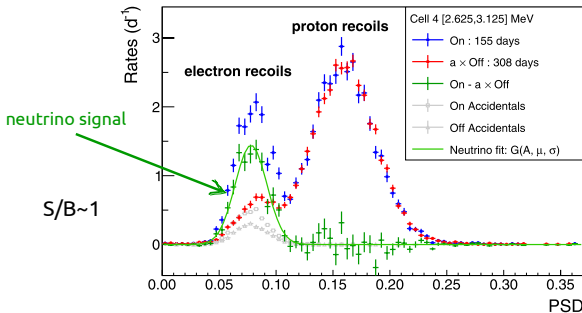 Rates (d⁻¹)
3
2
1
0
0.00
0.05
0.10
0.15
0.20
0.25
0.30
0.35
PSD
electron recoils
proton recoils
neutrino signal
S/B~1
Cell 4 [2.625,3.125] MeV
On : 155 days
a × Off : 308 days
On - a × Off
On Accidentals
Off Accidentals
Neutrino fit: G(A, μ, σ)